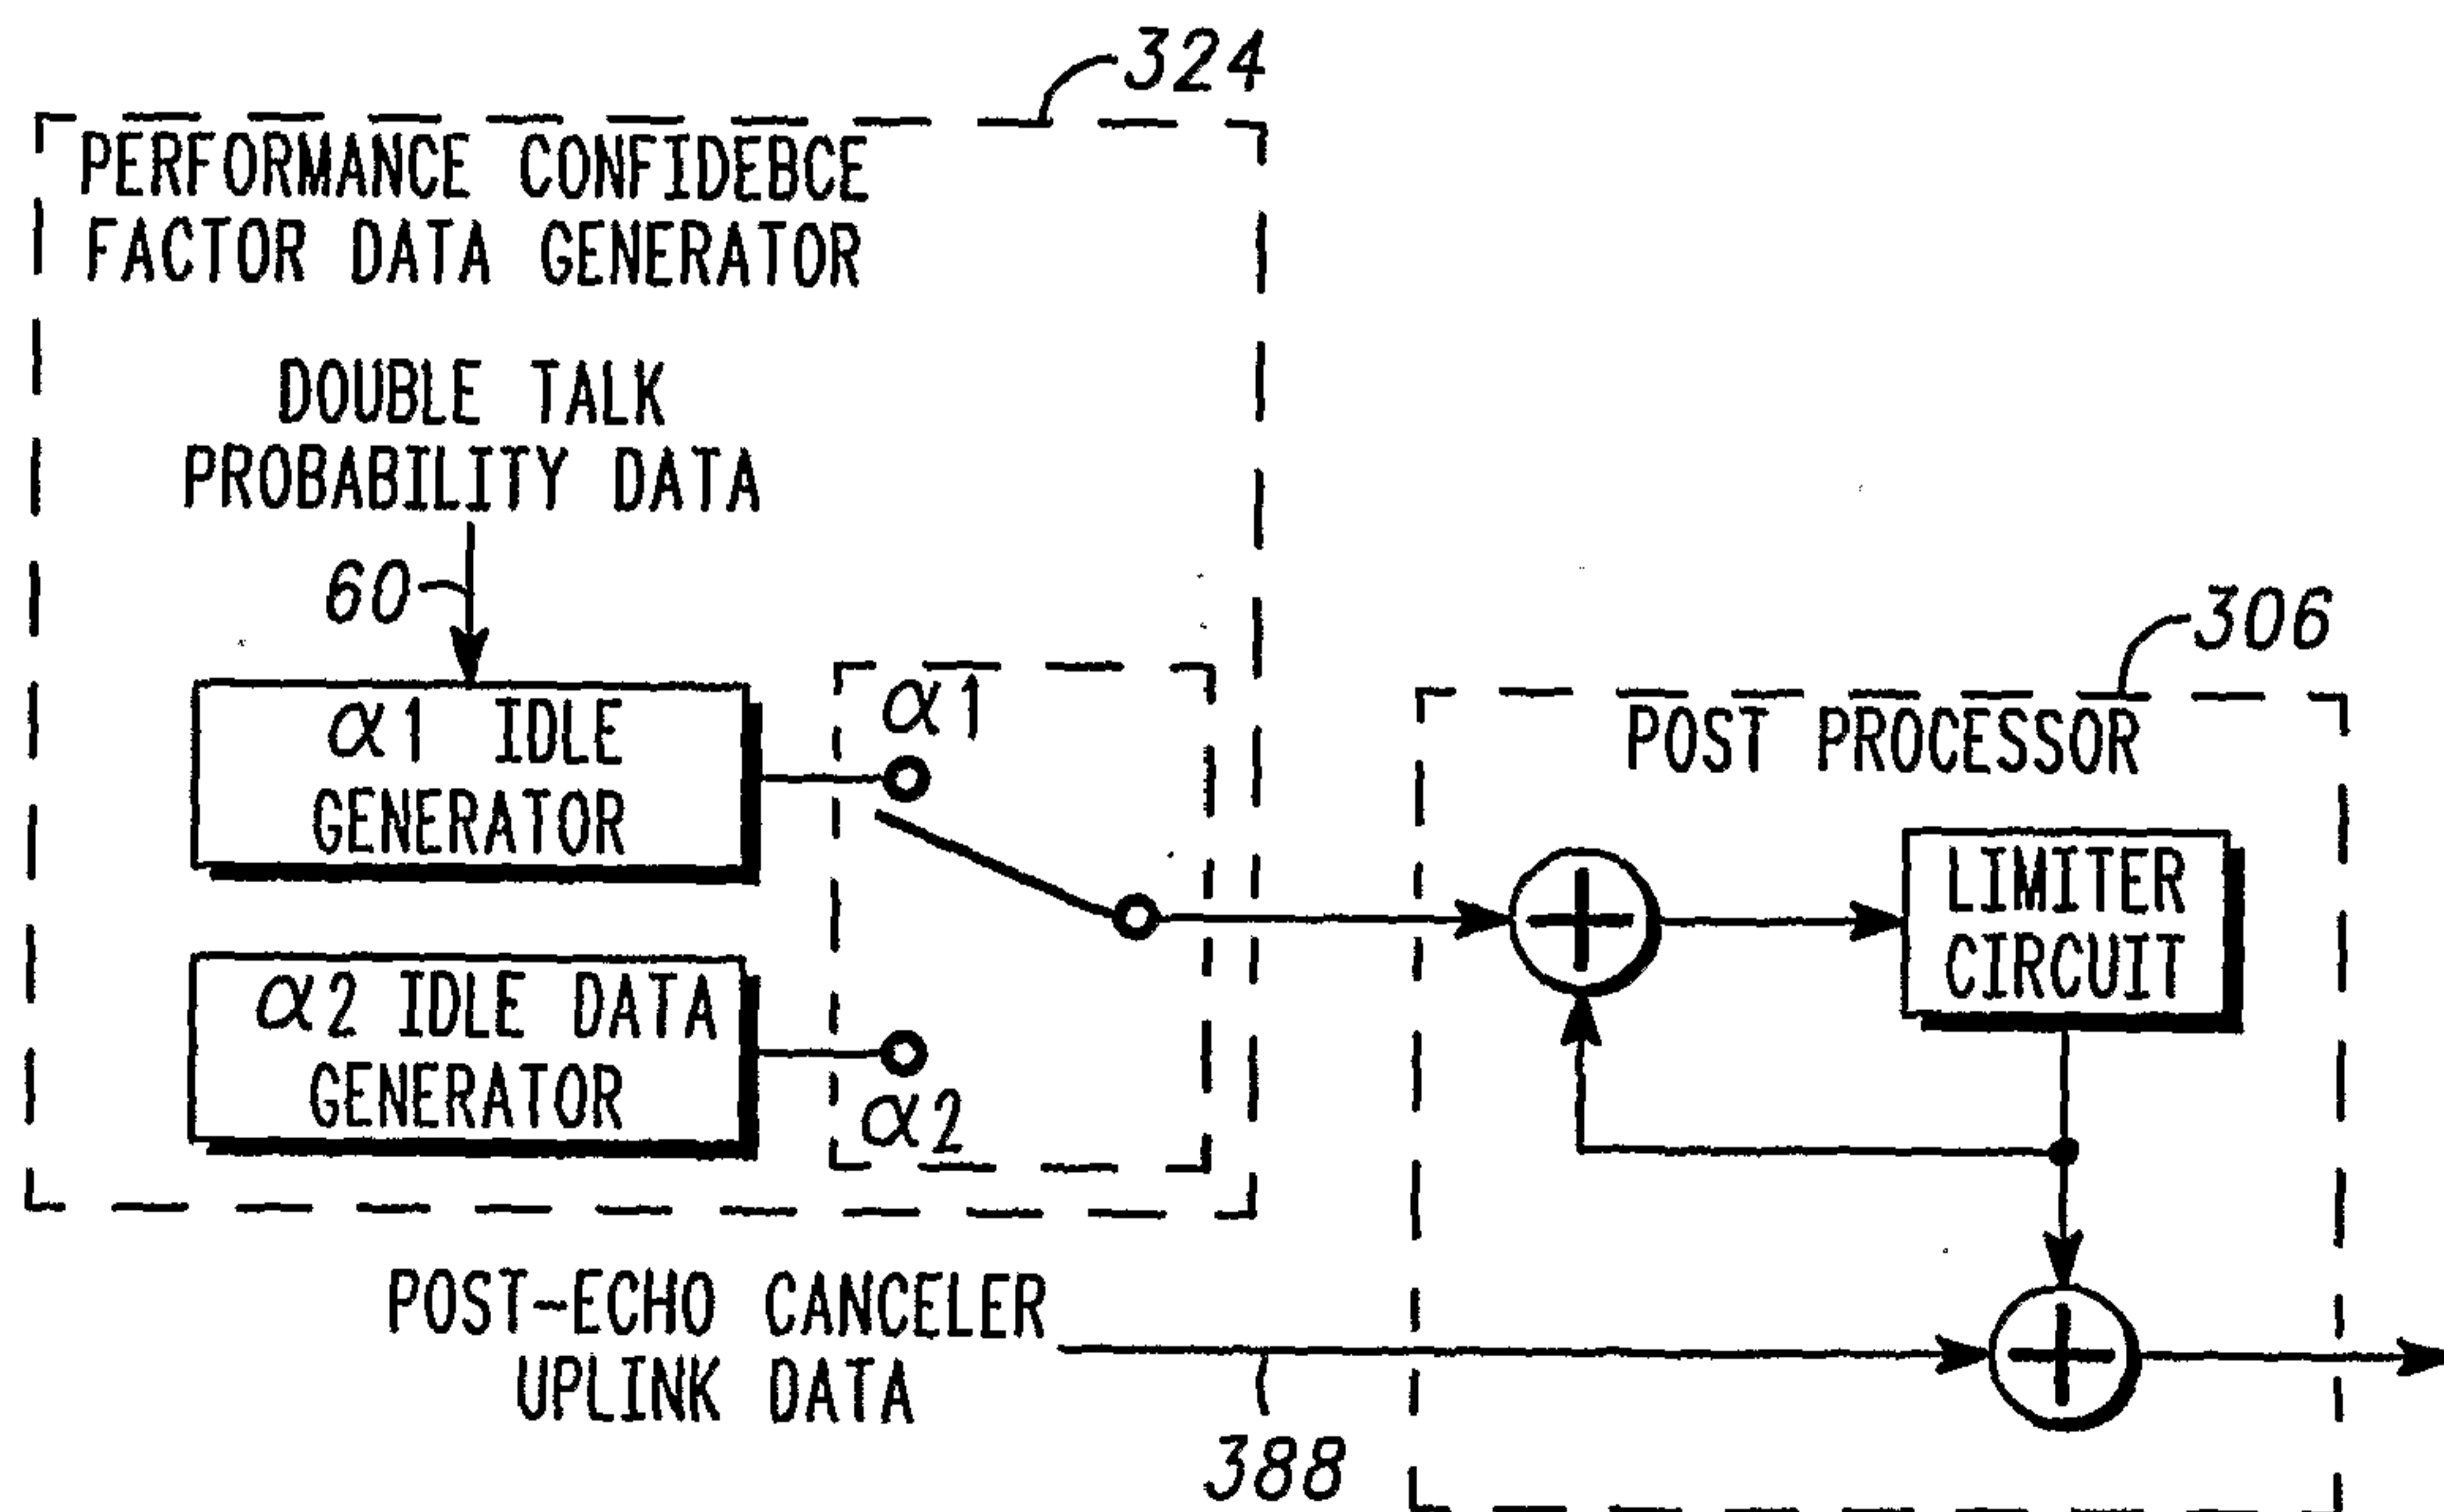 324
PERFORMANCE CONFIDEBCE
FACTOR DATA GENERATOR
DOUBLE TALK
PROBABILITY DATA
60
α1 IDLE
GENERATOR
α1
α2 IDLE DATA
GENERATOR
α2
306
POST PROCESSOR
LIMITER
CIRCUIT
POST-ECHO CANCELER
UPLINK DATA
388